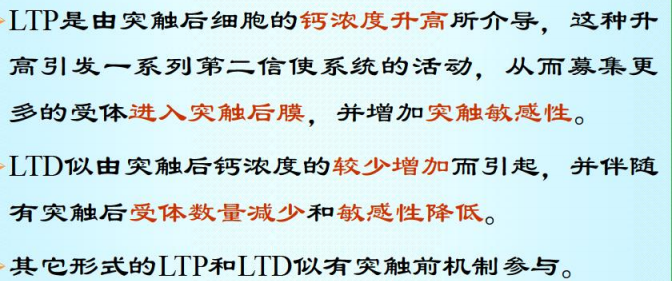 LTP是由突触后细胞的钙浓度升高所介导，这种升
高引发一系列第二信使系统的活动，从而募集更
多的受体进入突触后膜，并增加突触敏感性。
LTD似由突触后钙浓度的较少增加而引起，并伴随
有突触后受体数量减少和敏感性降低。
其它形式的LTP和LTD似有突触前机制参与。